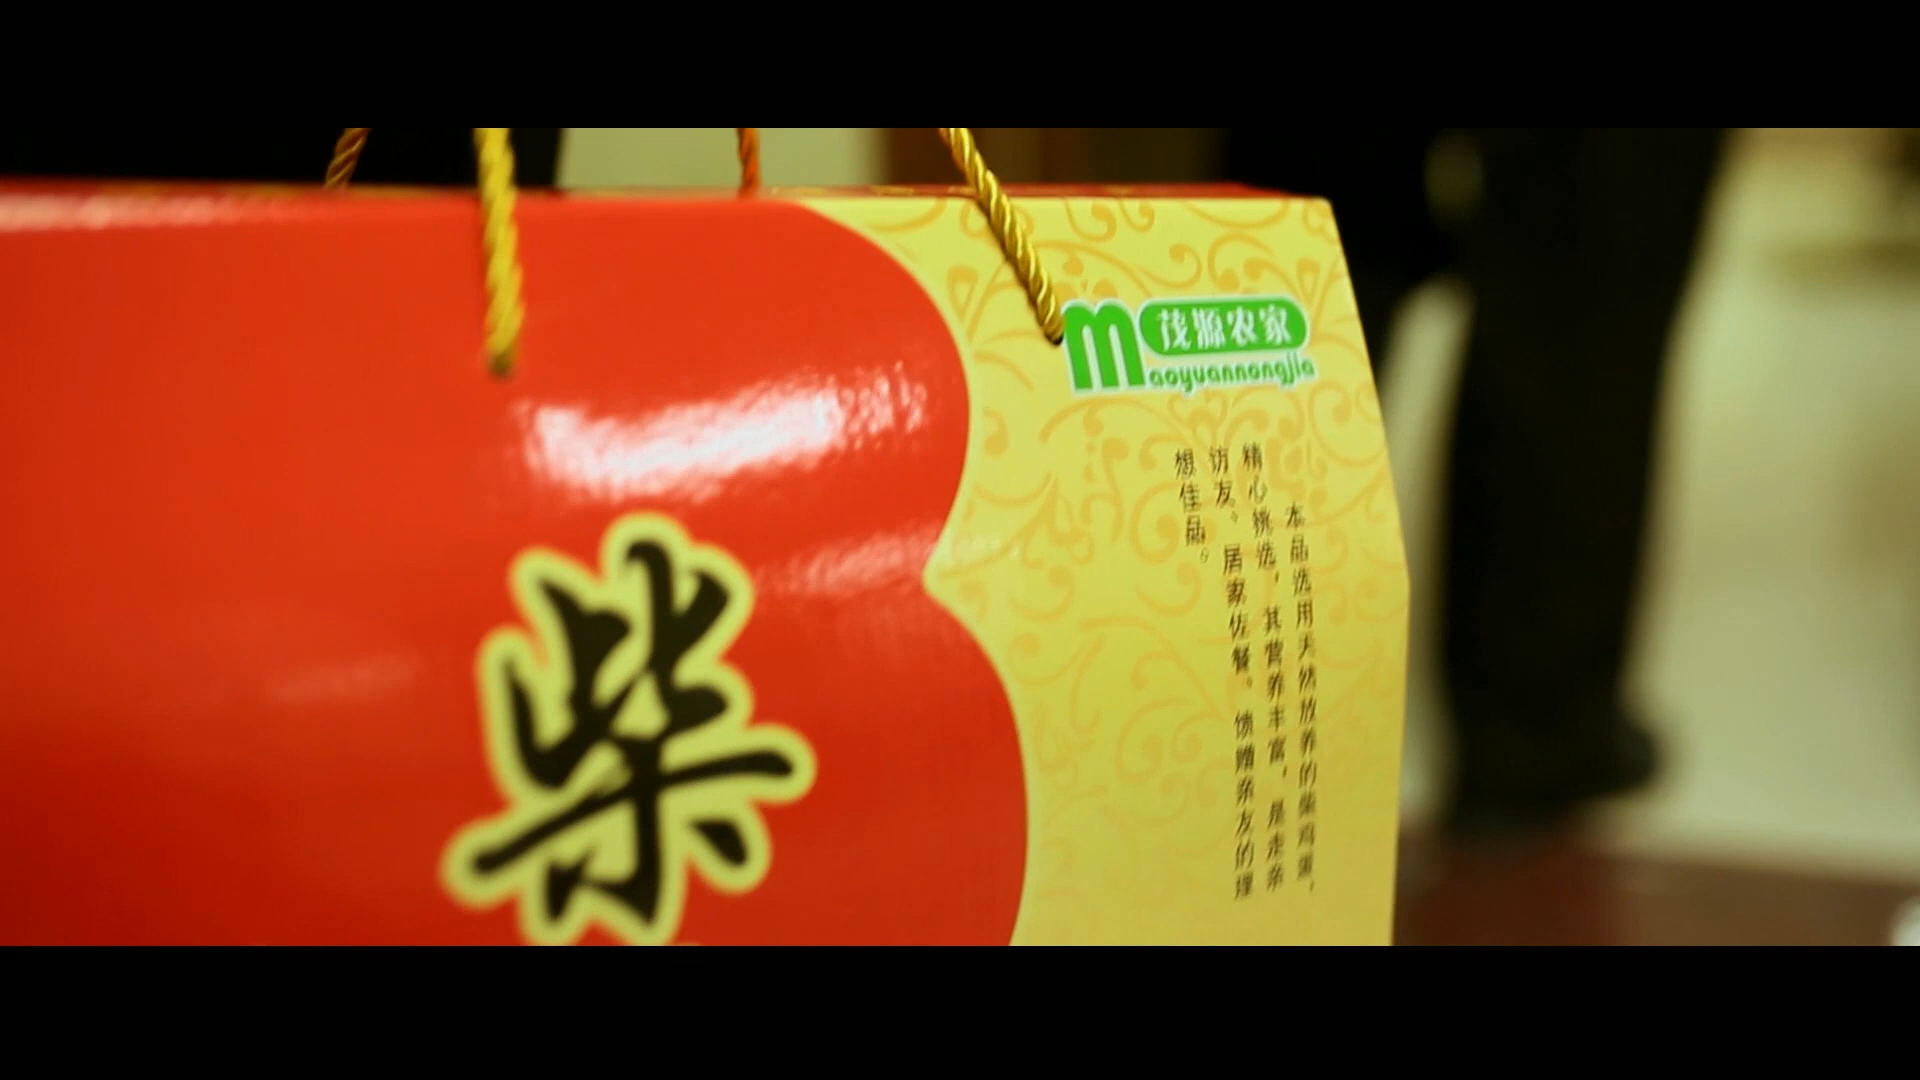 茂源农家
maoyuannongjia
本品选用天然放养的柴鸡蛋，
精心挑选，其营养丰富，是走亲
访友、居家佐餐、馈赠亲友的理
想佳品。
柴